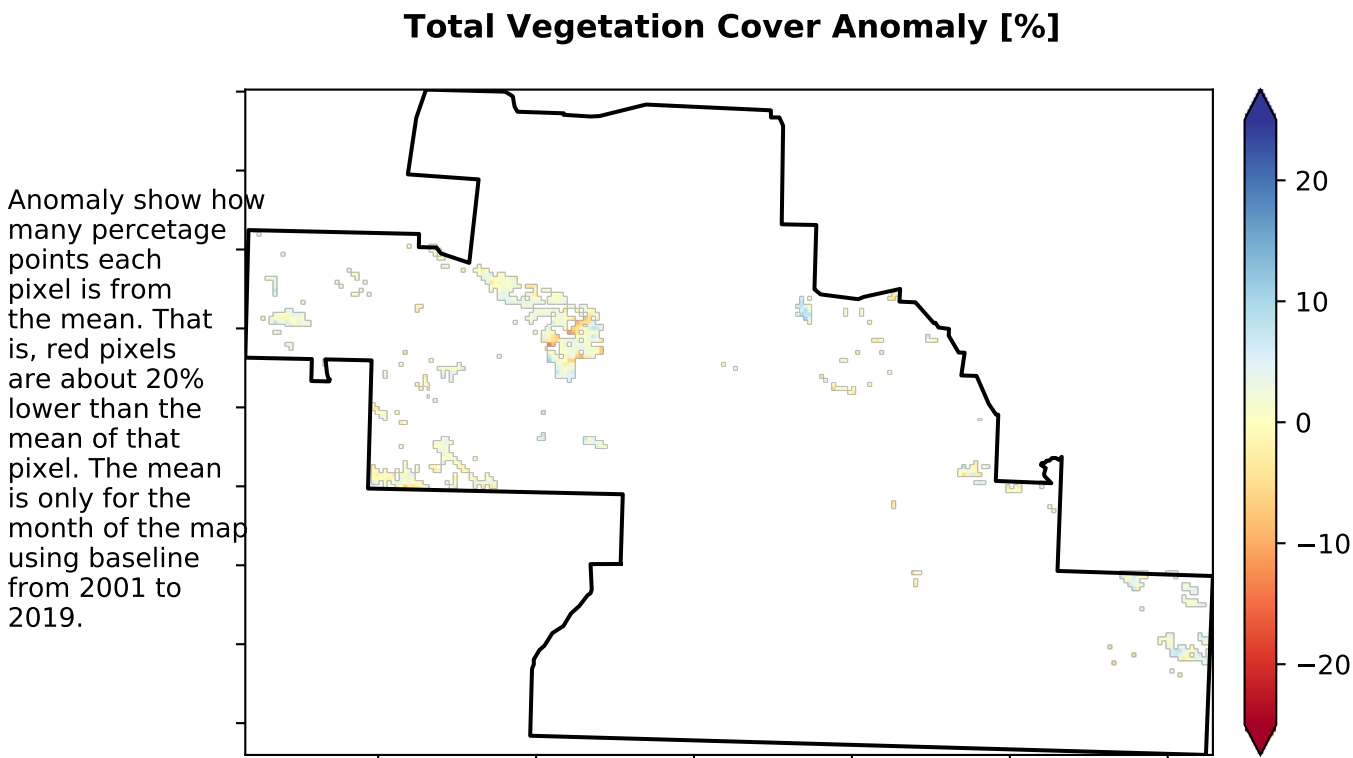 Total Vegetation Cover Anomaly [%]
Anomaly show how
many percetage
points each
pixel is from
the mean. That
is, red pixels
are about 20%
lower than the
mean of that
pixel. The mean
is only for the
month of the map
using baseline
from 2001 to
2019.
20
10
0
−10
−20